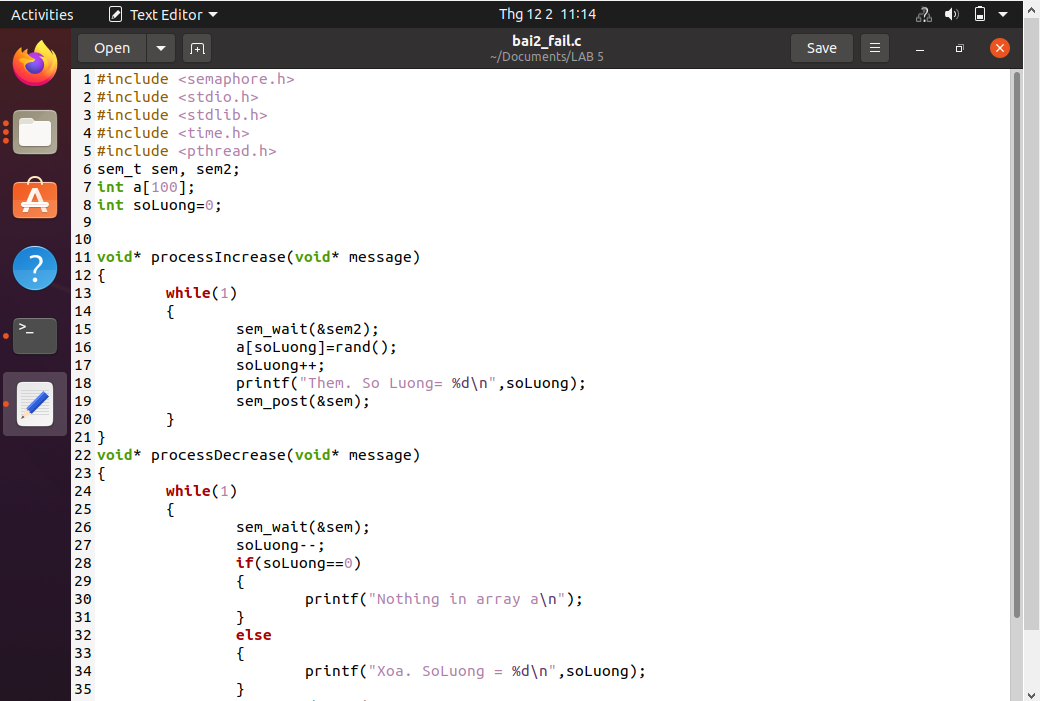 Activities Text Editor Thg 12 2 11:14
Open bai2_fail.c Save
~/Documents/LAB 5
1 #include <semaphore.h>
2 #include <stdio.h>
3 #include <stdlib.h>
4 #include <time.h>
5 #include <pthread.h>
6 sem_t sem, sem2;
7 int a[100];
8 int soLuong=0;
9
10
11 void* processIncrease(void* message)
12 {
13 while(1)
14 {
15 sem_wait(&sem2);
16 a[soLuong]=rand();
17 soLuong++;
18 printf("Them. So Luong= %d\n",soLuong);
19 sem_post(&sem);
20 }
21 }
22 void* processDecrease(void* message)
23 {
24 while(1)
25 {
26 sem_wait(&sem);
27 soLuong--;
28 if(soLuong==0)
29 {
30 printf("Nothing in array a\n");
31 }
32 else
33 {
34 printf("Xoa. SoLuong = %d\n",soLuong);
35 }